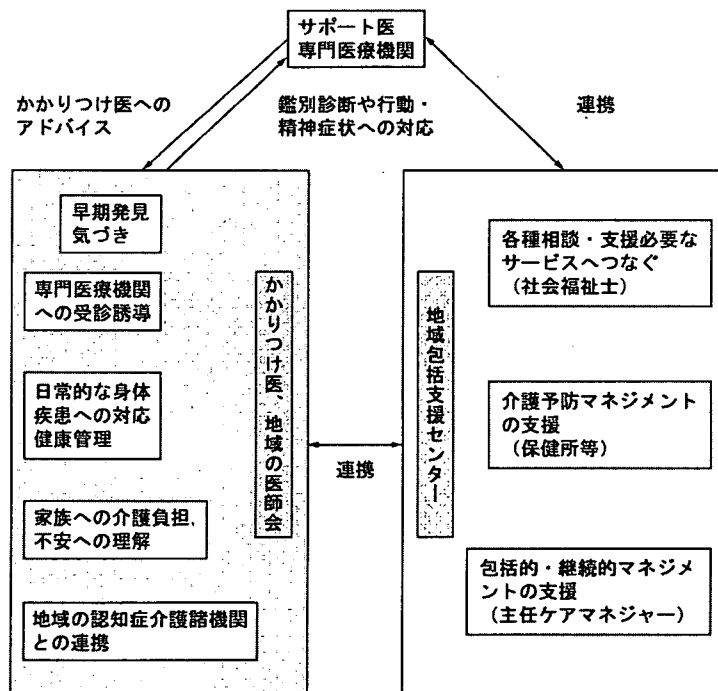 サポート医
専門医療機関
かかりつけ医への
アドバイス
鑑別診断や行動・
精神症状への対応
連携
早期発見
気づき
専門医療機関
への受診誘導
日常的な身体
疾患への対応
健康管理
家族への介護負担，
不安への理解
地域の認知症介護諸機関
との連携
かかりつけ医、地域の医師会
連携
地域包括支援センター
各種相談・支援必要な
サービスへつなぐ
（社会福祉士）
介護予防マネジメント
の支援
（保健所等）
包括的・継続的マネジメ
ントの支援
（主任ケアマネジャー）